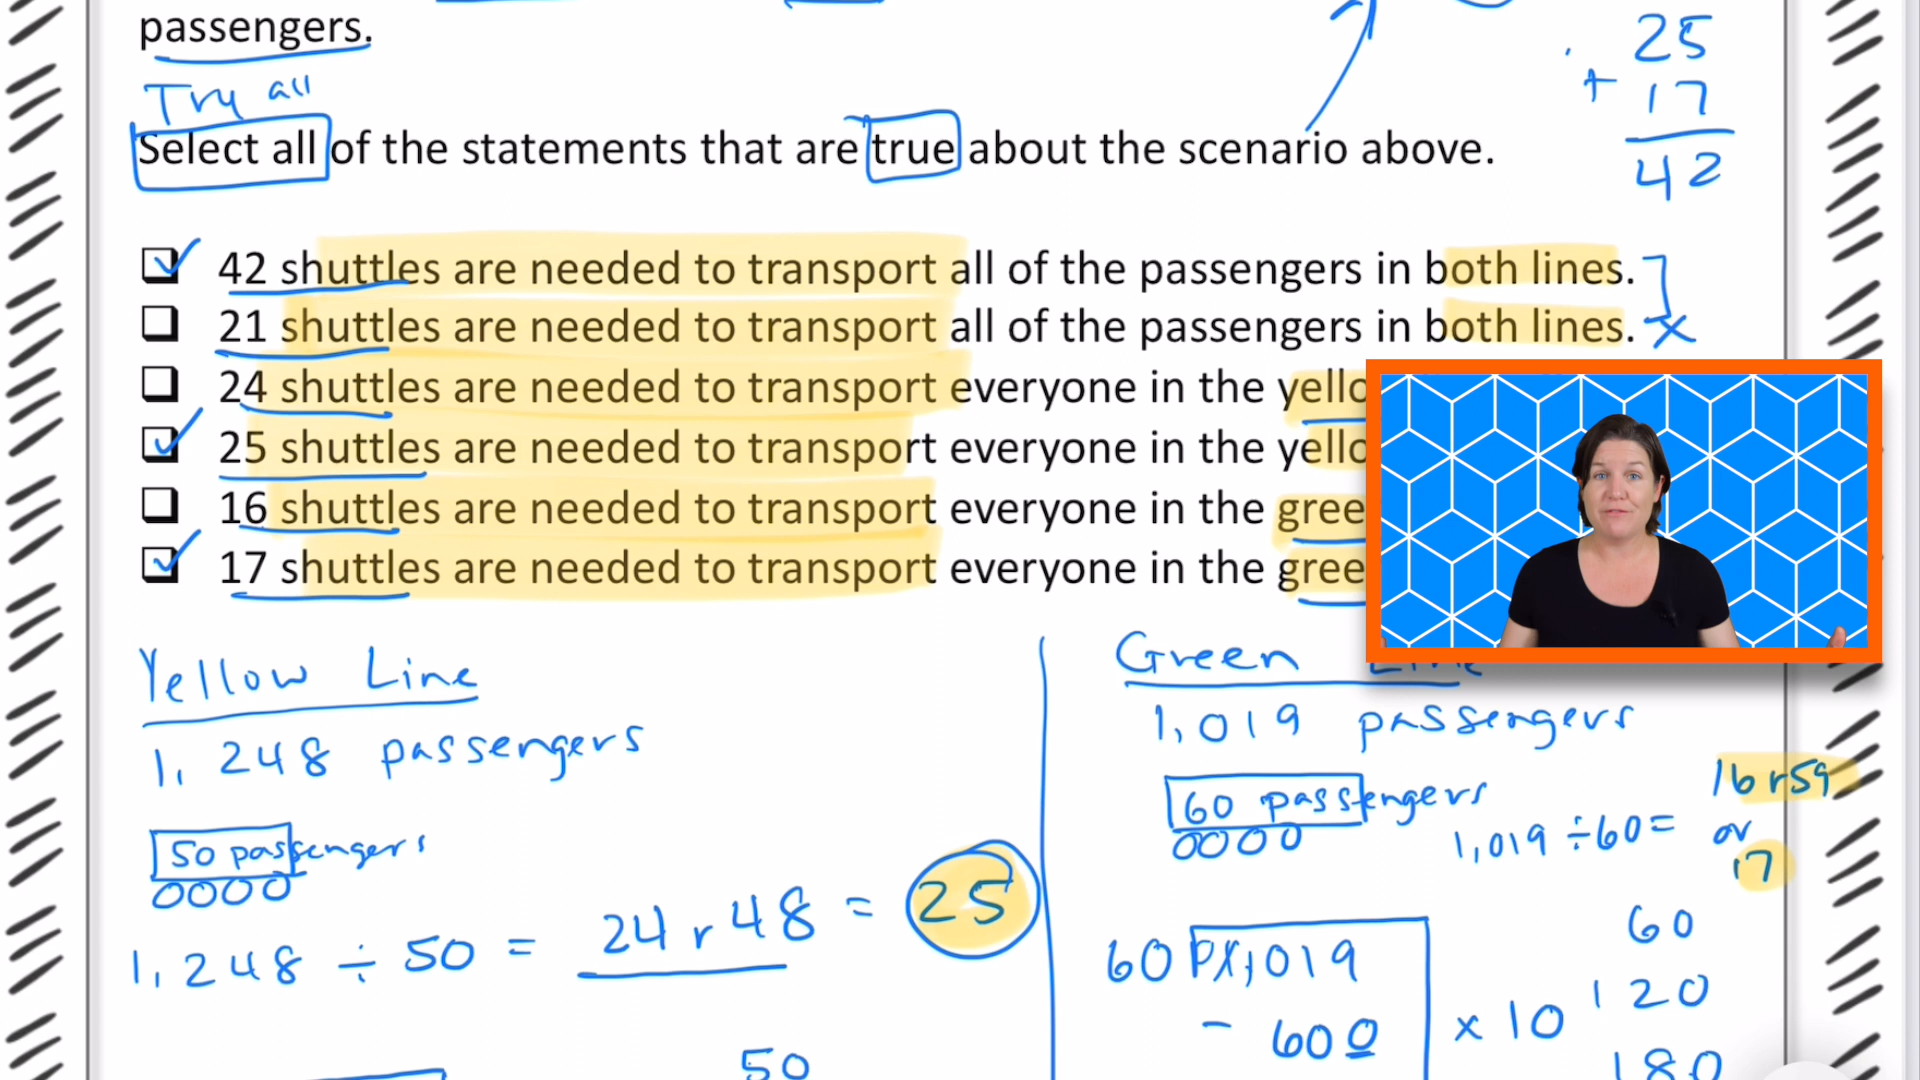 passengers.
25
+ 17
42
Try all
Select all of the statements that are true about the scenario above.
42 shuttles are needed to transport all of the passengers in both lines.
21 shuttles are needed to transport all of the passengers in both lines. x
24 shuttles are needed to transport everyone in the yello
25 shuttles are needed to transport everyone in the yello
16 shuttles are needed to transport everyone in the gree
17 shuttles are needed to transport everyone in the gree
Yellow Line
1,248 passengers
50 passengers
0000
1,248 ÷ 50 = 24 r 48 = 25
50
Green Line
1,019 passengers
60 passengers
0000
1,019 ÷ 60 = 16 r 59
or
17
60 1,019
- 600 x 10
60
120
180